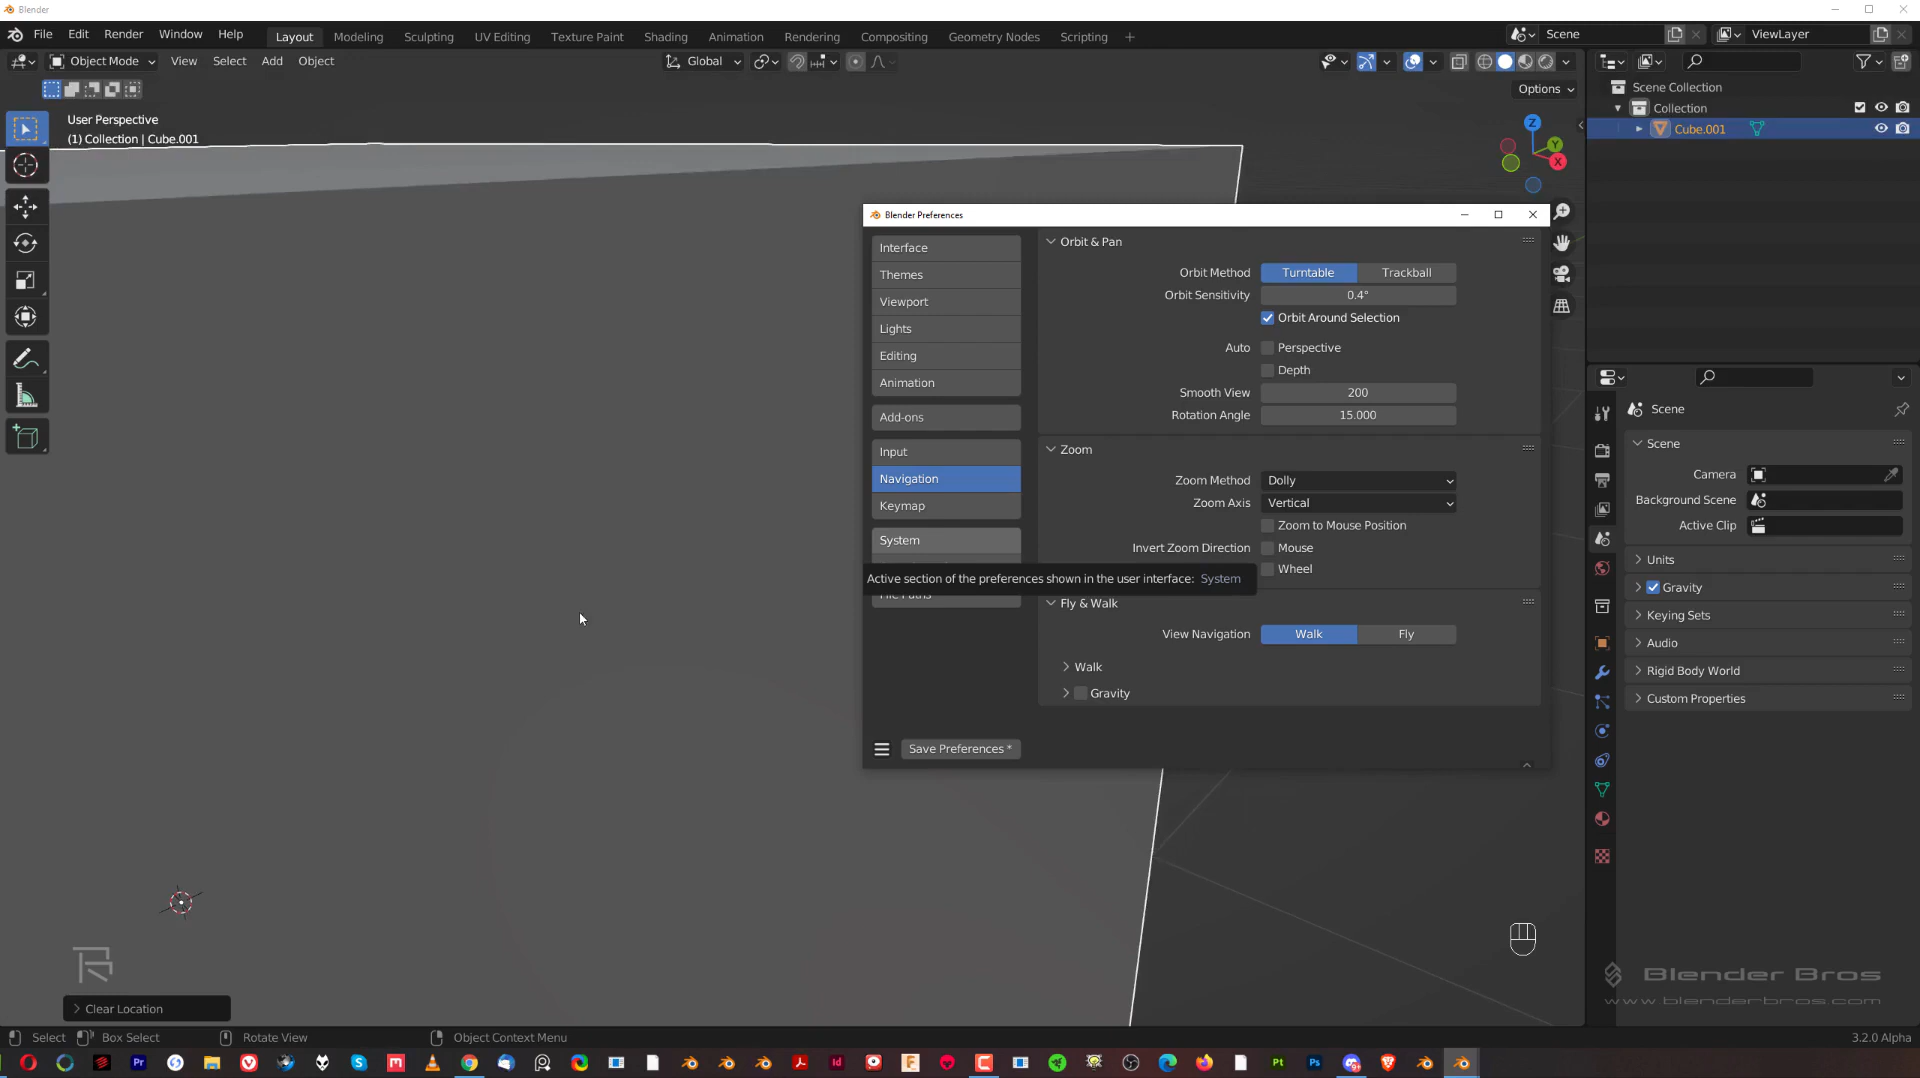 Blender
File Edit Render Window Help
Layout Modeling Sculpting UV Editing Texture Paint Shading Animation Rendering Compositing Geometry Nodes Scripting +
Scene
ViewLayer
Object Mode View Select Add Object
Global
Options
User Perspective
(1) Collection | Cube.001
Z
Y
X
Scene Collection
Collection
Cube.001
Blender Preferences
Interface
Themes
Viewport
Lights
Editing
Animation
Add-ons
Input
Navigation
Keymap
System
Orbit & Pan
Orbit Method Turntable Trackball
Orbit Sensitivity 0.4°
Orbit Around Selection
Auto Perspective
Depth
Smooth View 200
Rotation Angle 15.000
Zoom
Zoom Method Dolly
Zoom Axis Vertical
Zoom to Mouse Position
Invert Zoom Direction Mouse
Wheel
Active section of the preferences shown in the user interface: System
Fly & Walk
View Navigation Walk Fly
Walk
Gravity
Save Preferences *
Scene
Scene
Camera
Background Scene
Active Clip
Units
Gravity
Keying Sets
Audio
Rigid Body World
Custom Properties
Blender Bros
www.blenderbros.com
Clear Location
Select Box Select Rotate View Object Context Menu
3.2.0 Alpha
Pr
Id
Pt
Ps